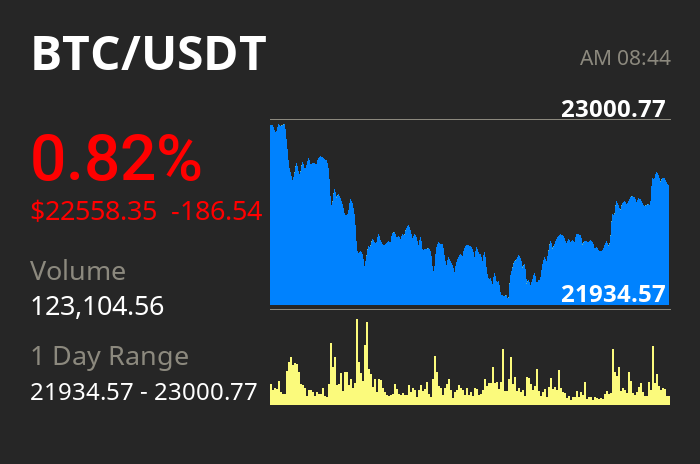 BTC/USDT
AM 08:44
23000.77
0.82%
$22558.35 -186.54
Volume
123,104.56
21934.57
1 Day Range
21934.57 - 23000.77